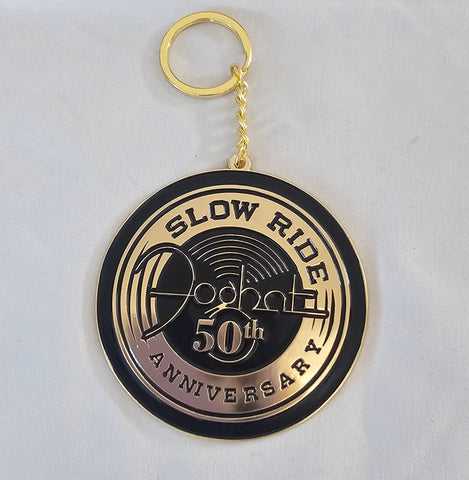 SLOW RIDE
Foghat
50th
ANNIVERSARY